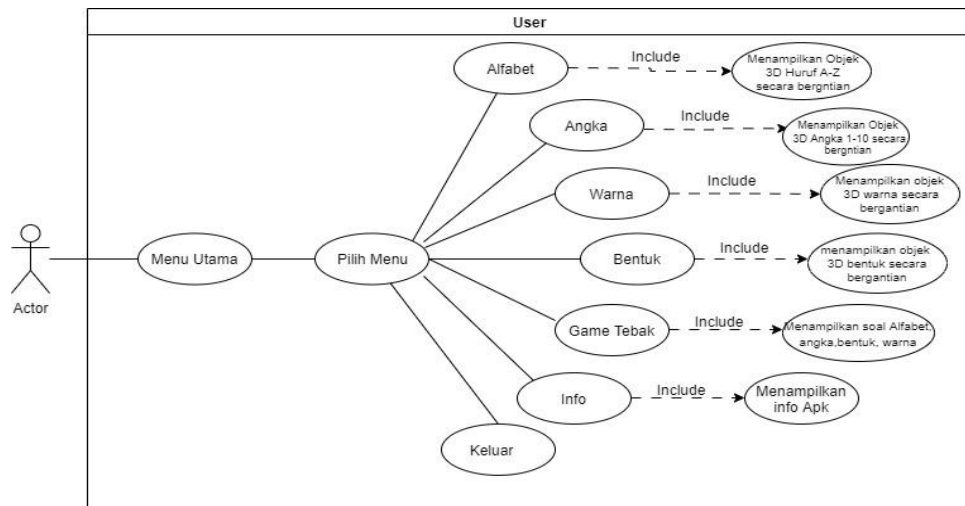 User
Alfabet
Include
Menampilkan Objek
3D Huruf A-Z
secara bergntian
Angka
Include
Menampilkan Objek
3D Angka 1-10 secara
bergntian
Warna
Include
Menampilkan objek
3D warna secara
bergantian
Actor
Menu Utama
Pilih Menu
Bentuk
Include
menampilkan objek
3D bentuk secara
bergantian
Game Tebak
Include
Menampilkan soal Alfabet,
angka,bentuk, warna
Info
Include
Menampilkan
info Apk
Keluar